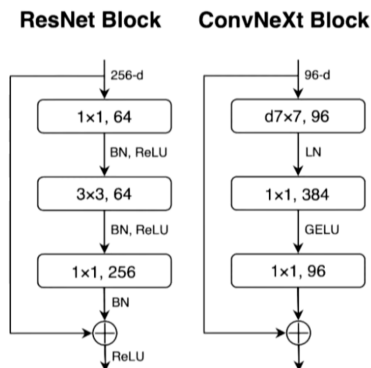 ResNet Block
256-d
1×1, 64
BN, ReLU
3×3, 64
BN, ReLU
1×1, 256
BN
ReLU
ConvNeXt Block
96-d
d7×7, 96
LN
1×1, 384
GELU
1×1, 96